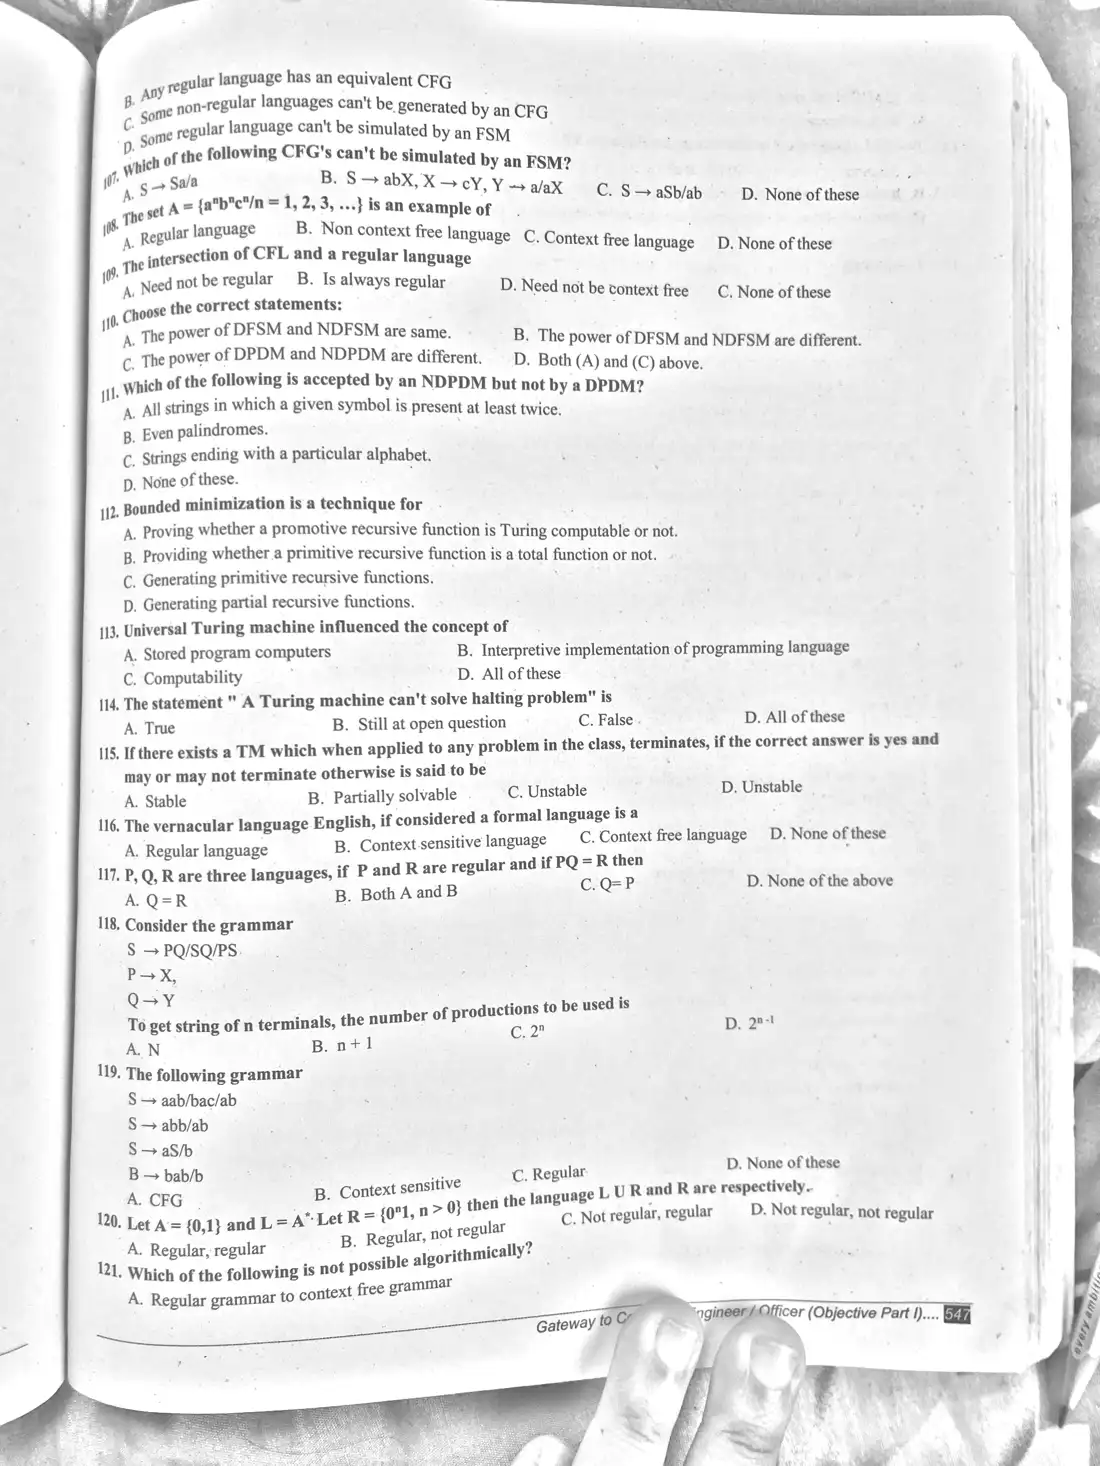 B. Any regular language has an equivalent CFG
C. Some non-regular languages can't be generated by an CFG
D. Some regular language can't be simulated by an FSM
107. Which of the following CFG's can't be simulated by an FSM?
A. S → Sa/a B. S → abX, X → cY, Y → a/aX C. S → aSb/ab D. None of these
108. The set A = {aⁿbⁿcⁿ/n = 1, 2, 3, ...} is an example of
A. Regular language B. Non context free language C. Context free language D. None of these
109. The intersection of CFL and a regular language
A. Need not be regular B. Is always regular D. Need not be context free C. None of these
110. Choose the correct statements:
A. The power of DFSM and NDFSM are same. B. The power of DFSM and NDFSM are different.
C. The power of DPDM and NDPDM are different. D. Both (A) and (C) above.
111. Which of the following is accepted by an NDPDM but not by a DPDM?
A. All strings in which a given symbol is present at least twice.
B. Even palindromes.
C. Strings ending with a particular alphabet.
D. None of these.
112. Bounded minimization is a technique for
A. Proving whether a promotive recursive function is Turing computable or not.
B. Providing whether a primitive recursive function is a total function or not.
C. Generating primitive recursive functions.
D. Generating partial recursive functions.
113. Universal Turing machine influenced the concept of
A. Stored program computers B. Interpretive implementation of programming language
C. Computability D. All of these
114. The statement " A Turing machine can't solve halting problem" is
A. True B. Still at open question C. False D. All of these
115. If there exists a TM which when applied to any problem in the class, terminates, if the correct answer is yes and
may or may not terminate otherwise is said to be
A. Stable B. Partially solvable C. Unstable D. Unstable
116. The vernacular language English, if considered a formal language is a
A. Regular language B. Context sensitive language C. Context free language D. None of these
117. P, Q, R are three languages, if P and R are regular and if PQ = R then
A. Q = R B. Both A and B C. Q= P D. None of the above
118. Consider the grammar
S → PQ/SQ/PS
P → X,
Q → Y
To get string of n terminals, the number of productions to be used is
A. N B. n + 1 C. 2ⁿ D. 2ⁿ⁻¹
119. The following grammar
S → aab/bac/ab
S → abb/ab
S → aS/b
B → bab/b
A. CFG B. Context sensitive C. Regular D. None of these
120. Let A = {0,1} and L = A*. Let R = {0ⁿ1, n > 0} then the language L U R and R are respectively.
A. Regular, regular B. Regular, not regular C. Not regular, regular D. Not regular, not regular
121. Which of the following is not possible algorithmically?
A. Regular grammar to context free grammar
Gateway to ngineer / Officer (Objective Part I).... 547
every